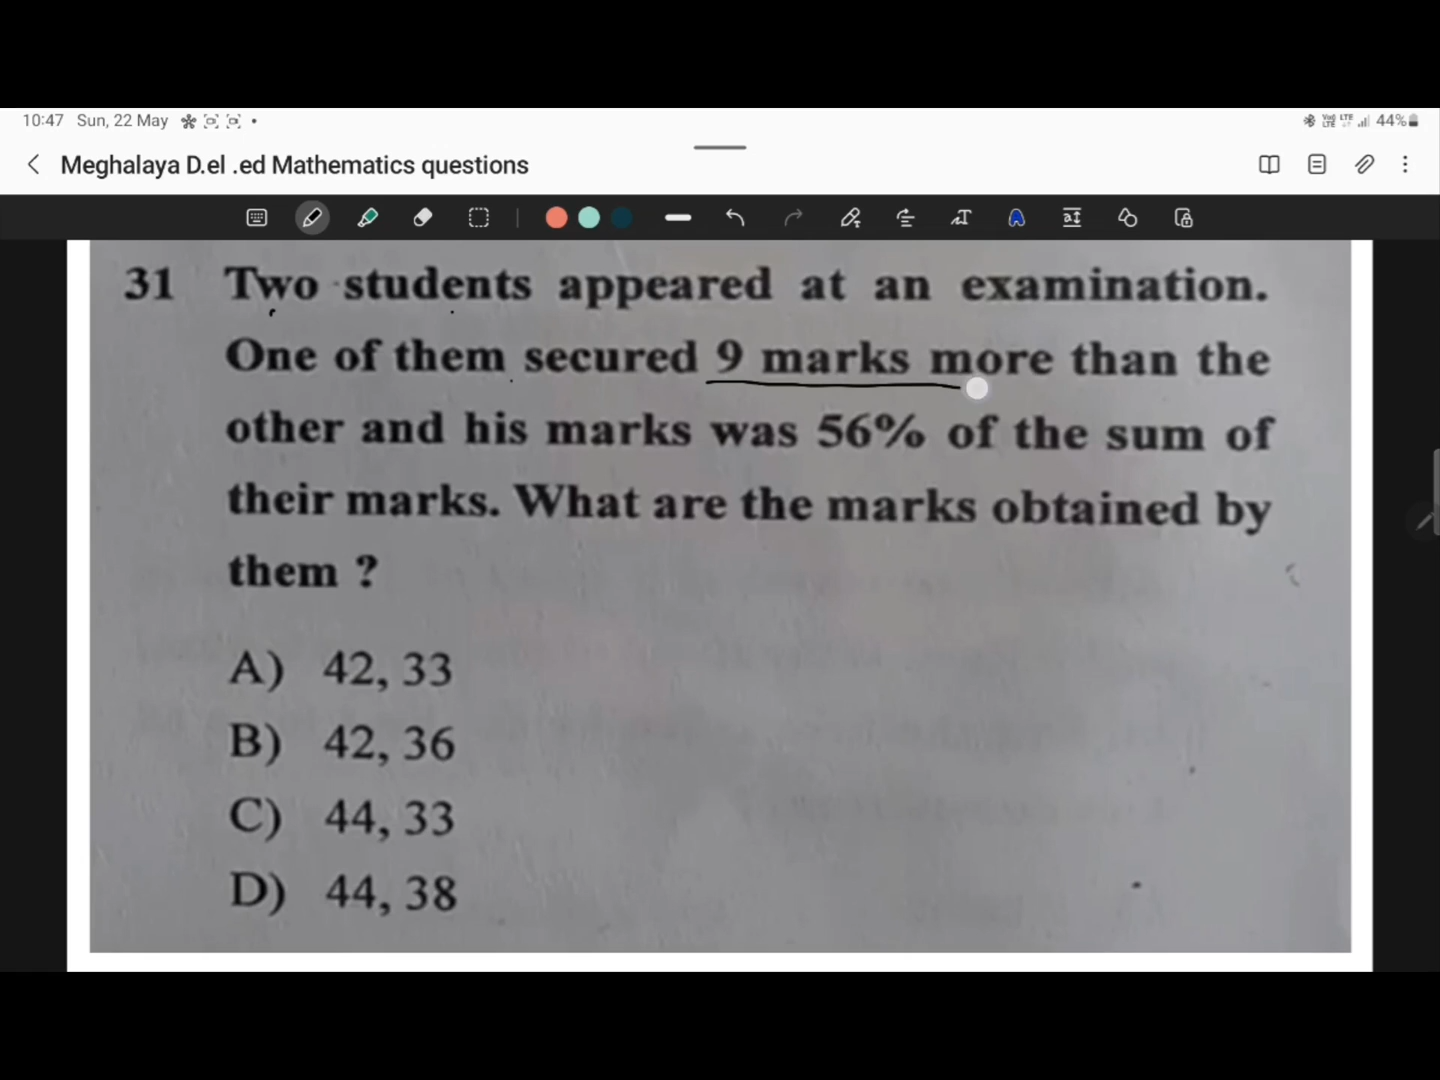 10:47 Sun, 22 May
44%
Meghalaya D.el .ed Mathematics questions
31 Two students appeared at an examination.
One of them secured 9 marks more than the
other and his marks was 56% of the sum of
their marks. What are the marks obtained by
them ?
A) 42, 33
B) 42, 36
C) 44, 33
D) 44, 38